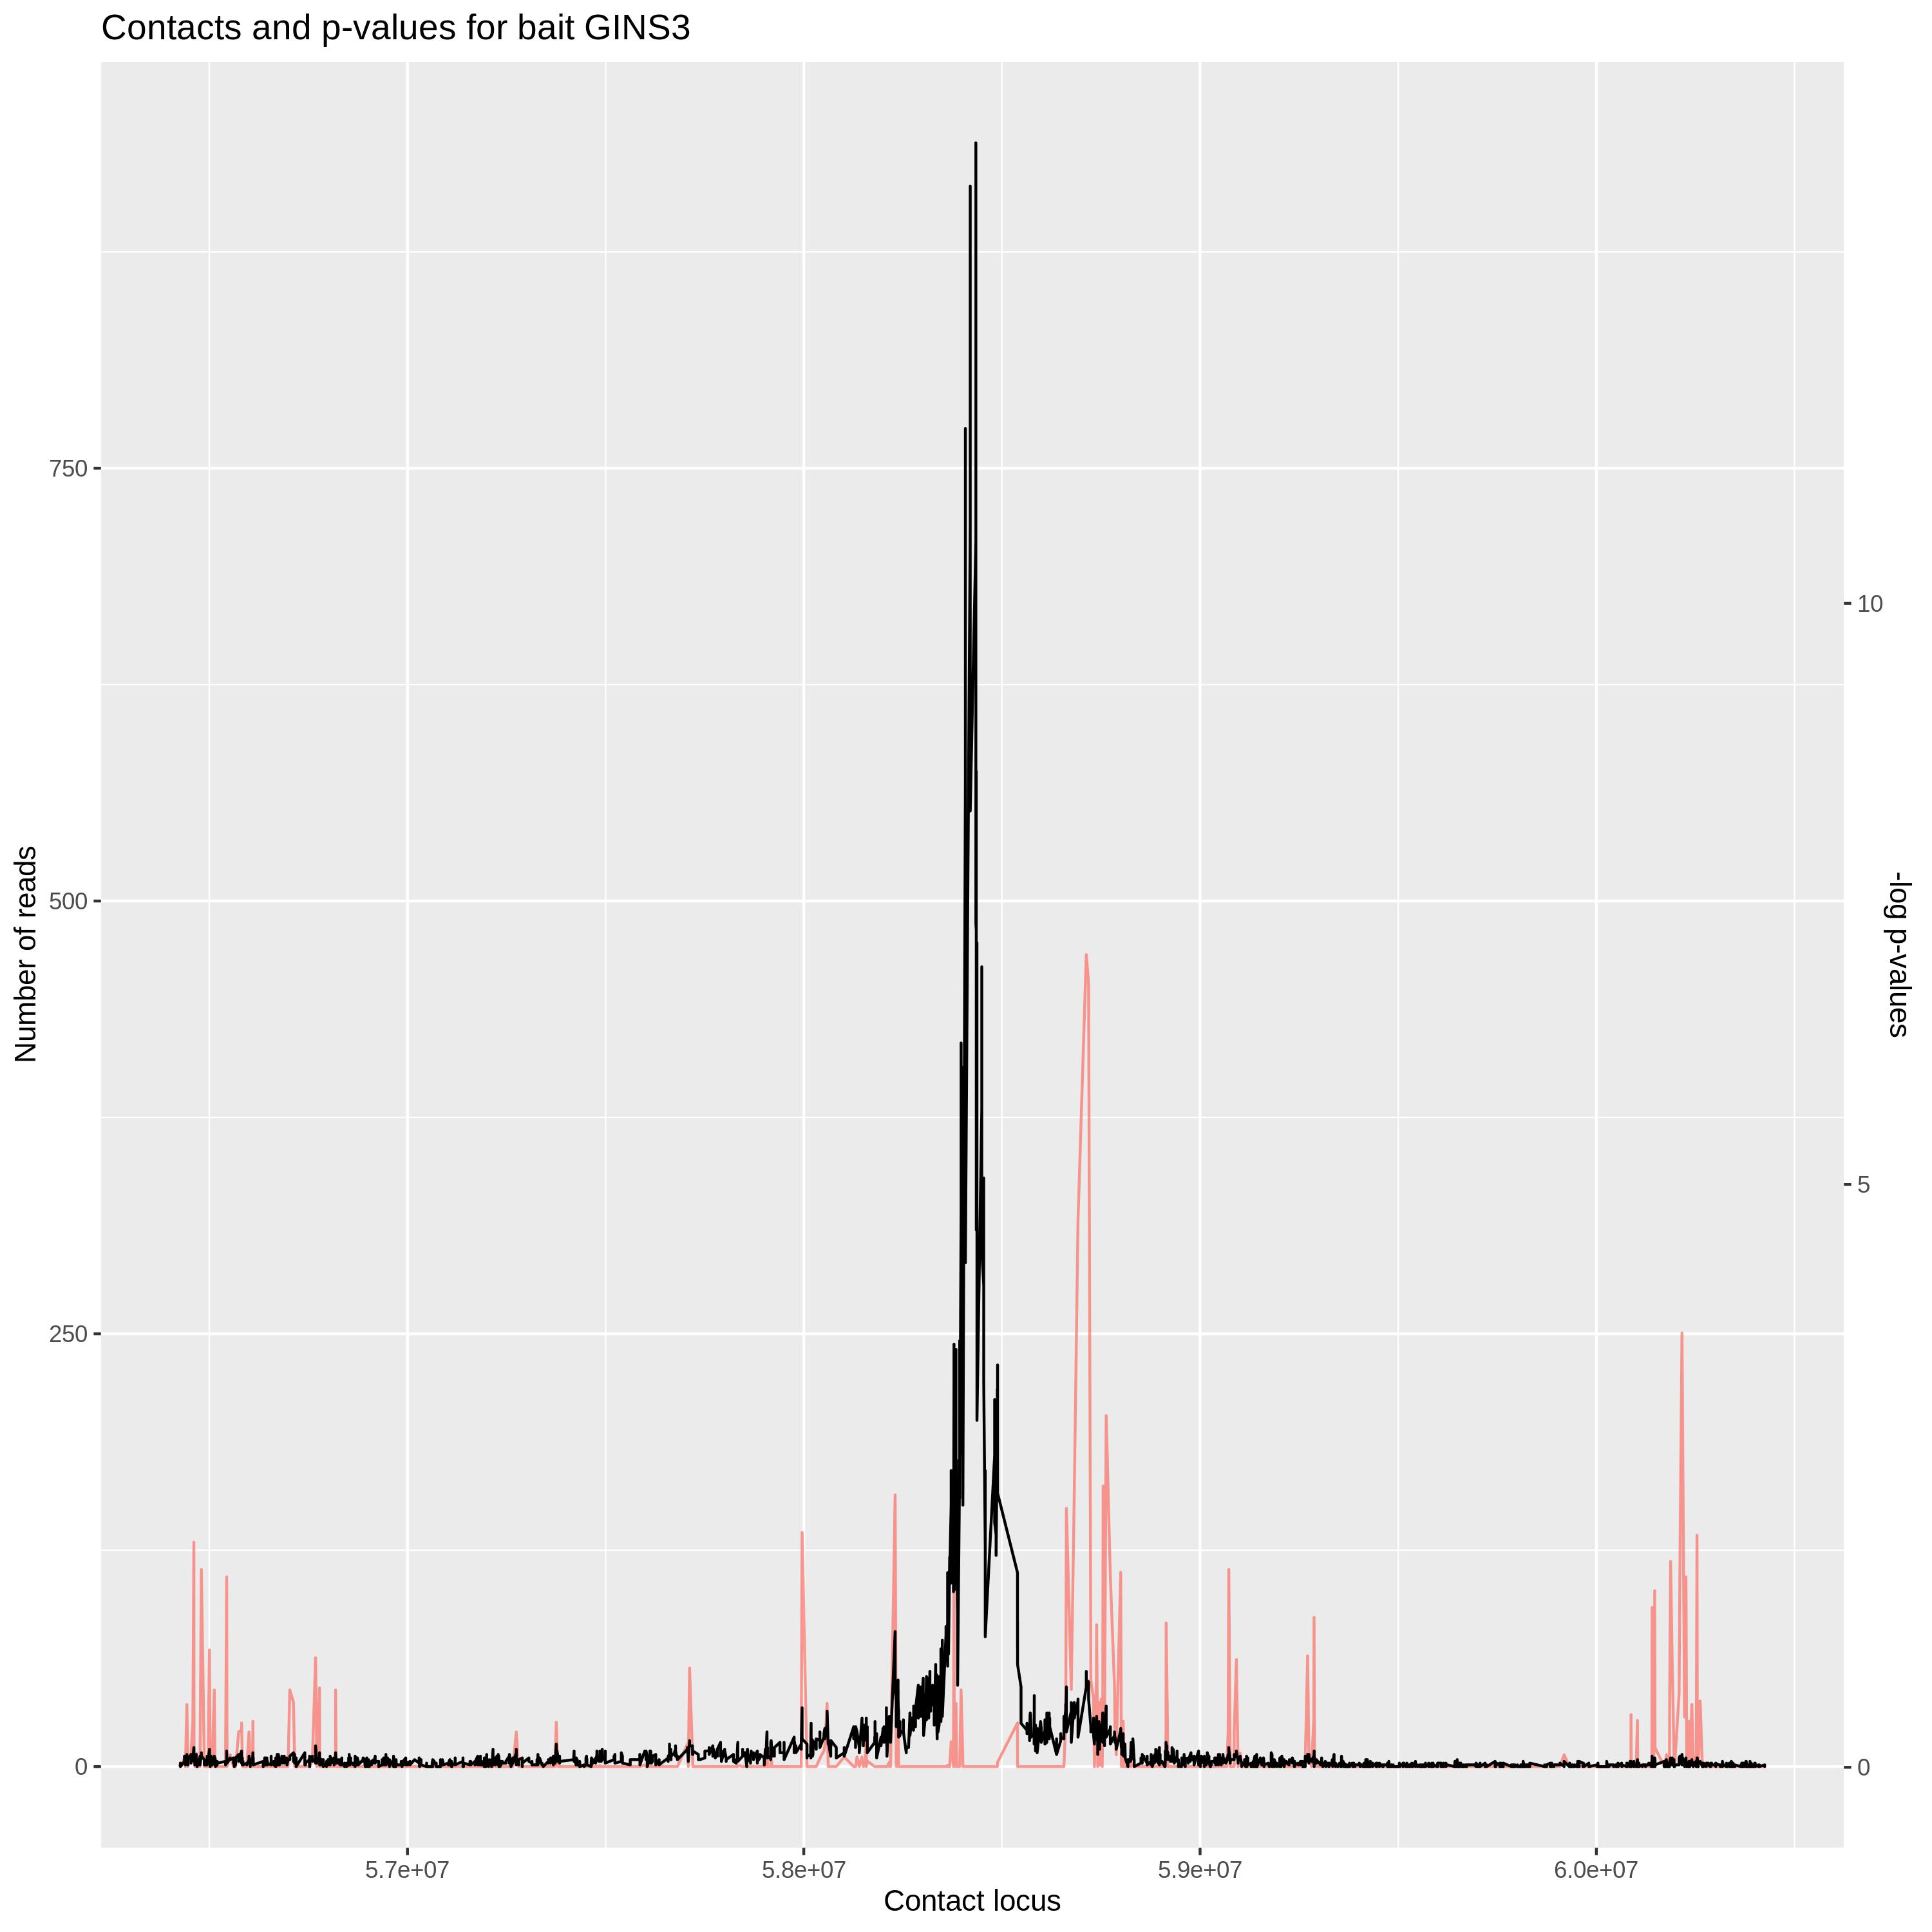 Contacts and p-values for bait GINS3
Number of reads
750
500
250
0
-log p-values
10
5
0
5.7e+07
5.8e+07
5.9e+07
6.0e+07
Contact locus